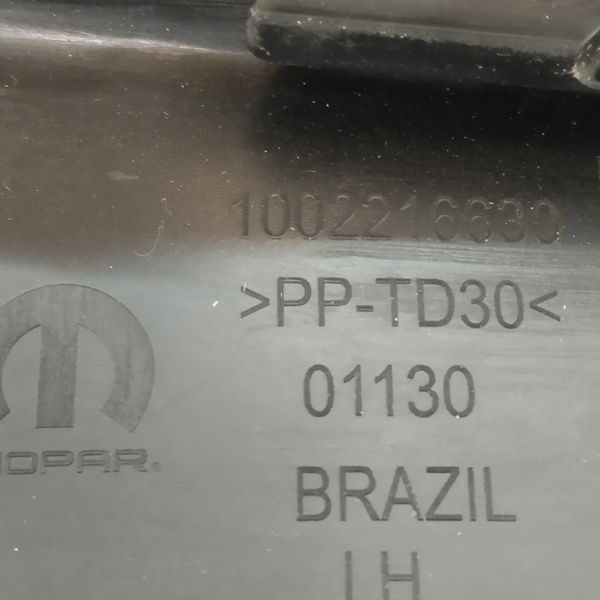 1002216630
>PP-TD30<
01130
MOPAR®
BRAZIL
LH